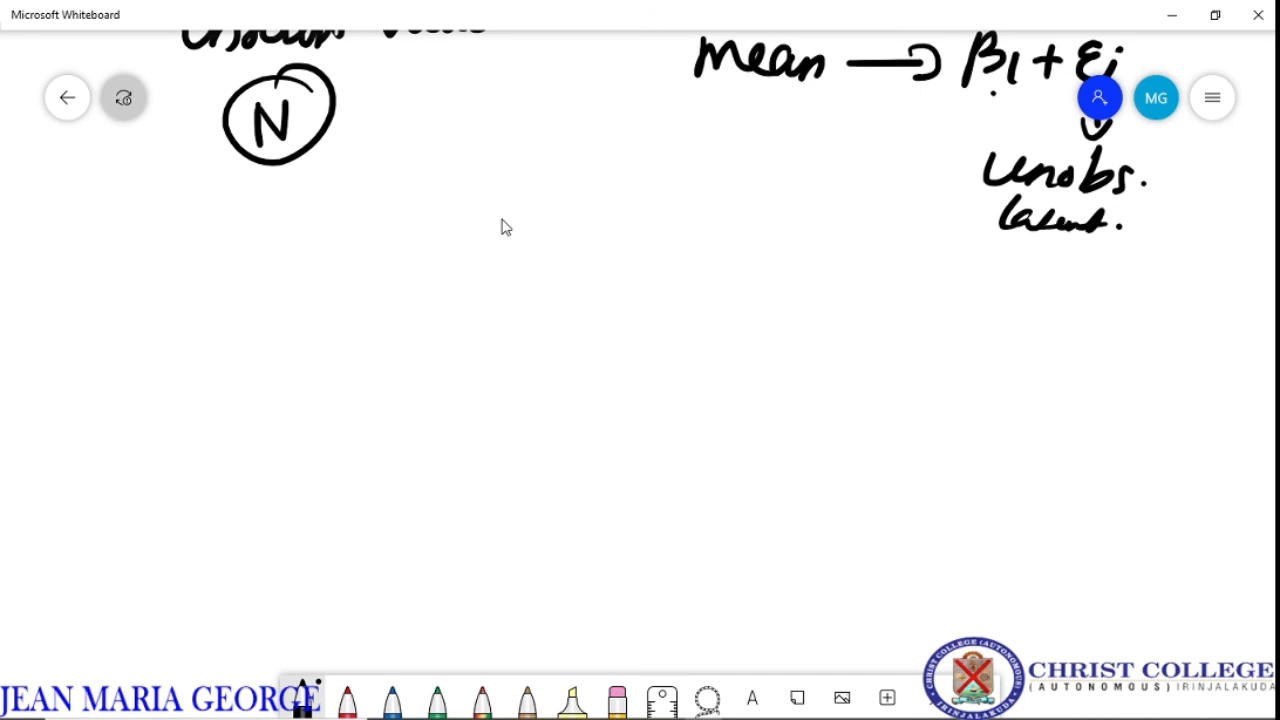 Microsoft Whiteboard
mean → β1 + εi
MG
N
unobs.
latent.
A
JEAN MARIA GEORGE
CHRIST COLLEGE
(AUTONOMOUS) IRINJALAKUDA